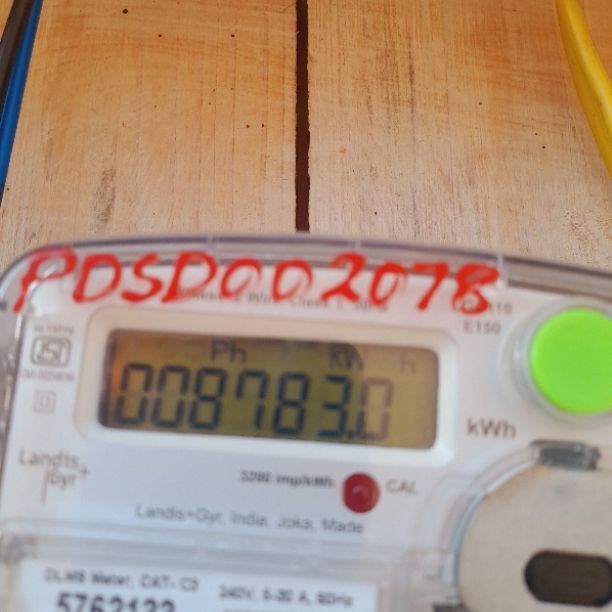 PDSD002078
E150
Ph KW h
008783.0
kWh
Landis+
Gyr
3200 imp/kWh CAL
Landis+Gyr, India, Joka, Made
DLMS Meter, CAT- C2 240V, 5-30 A, 50Hz